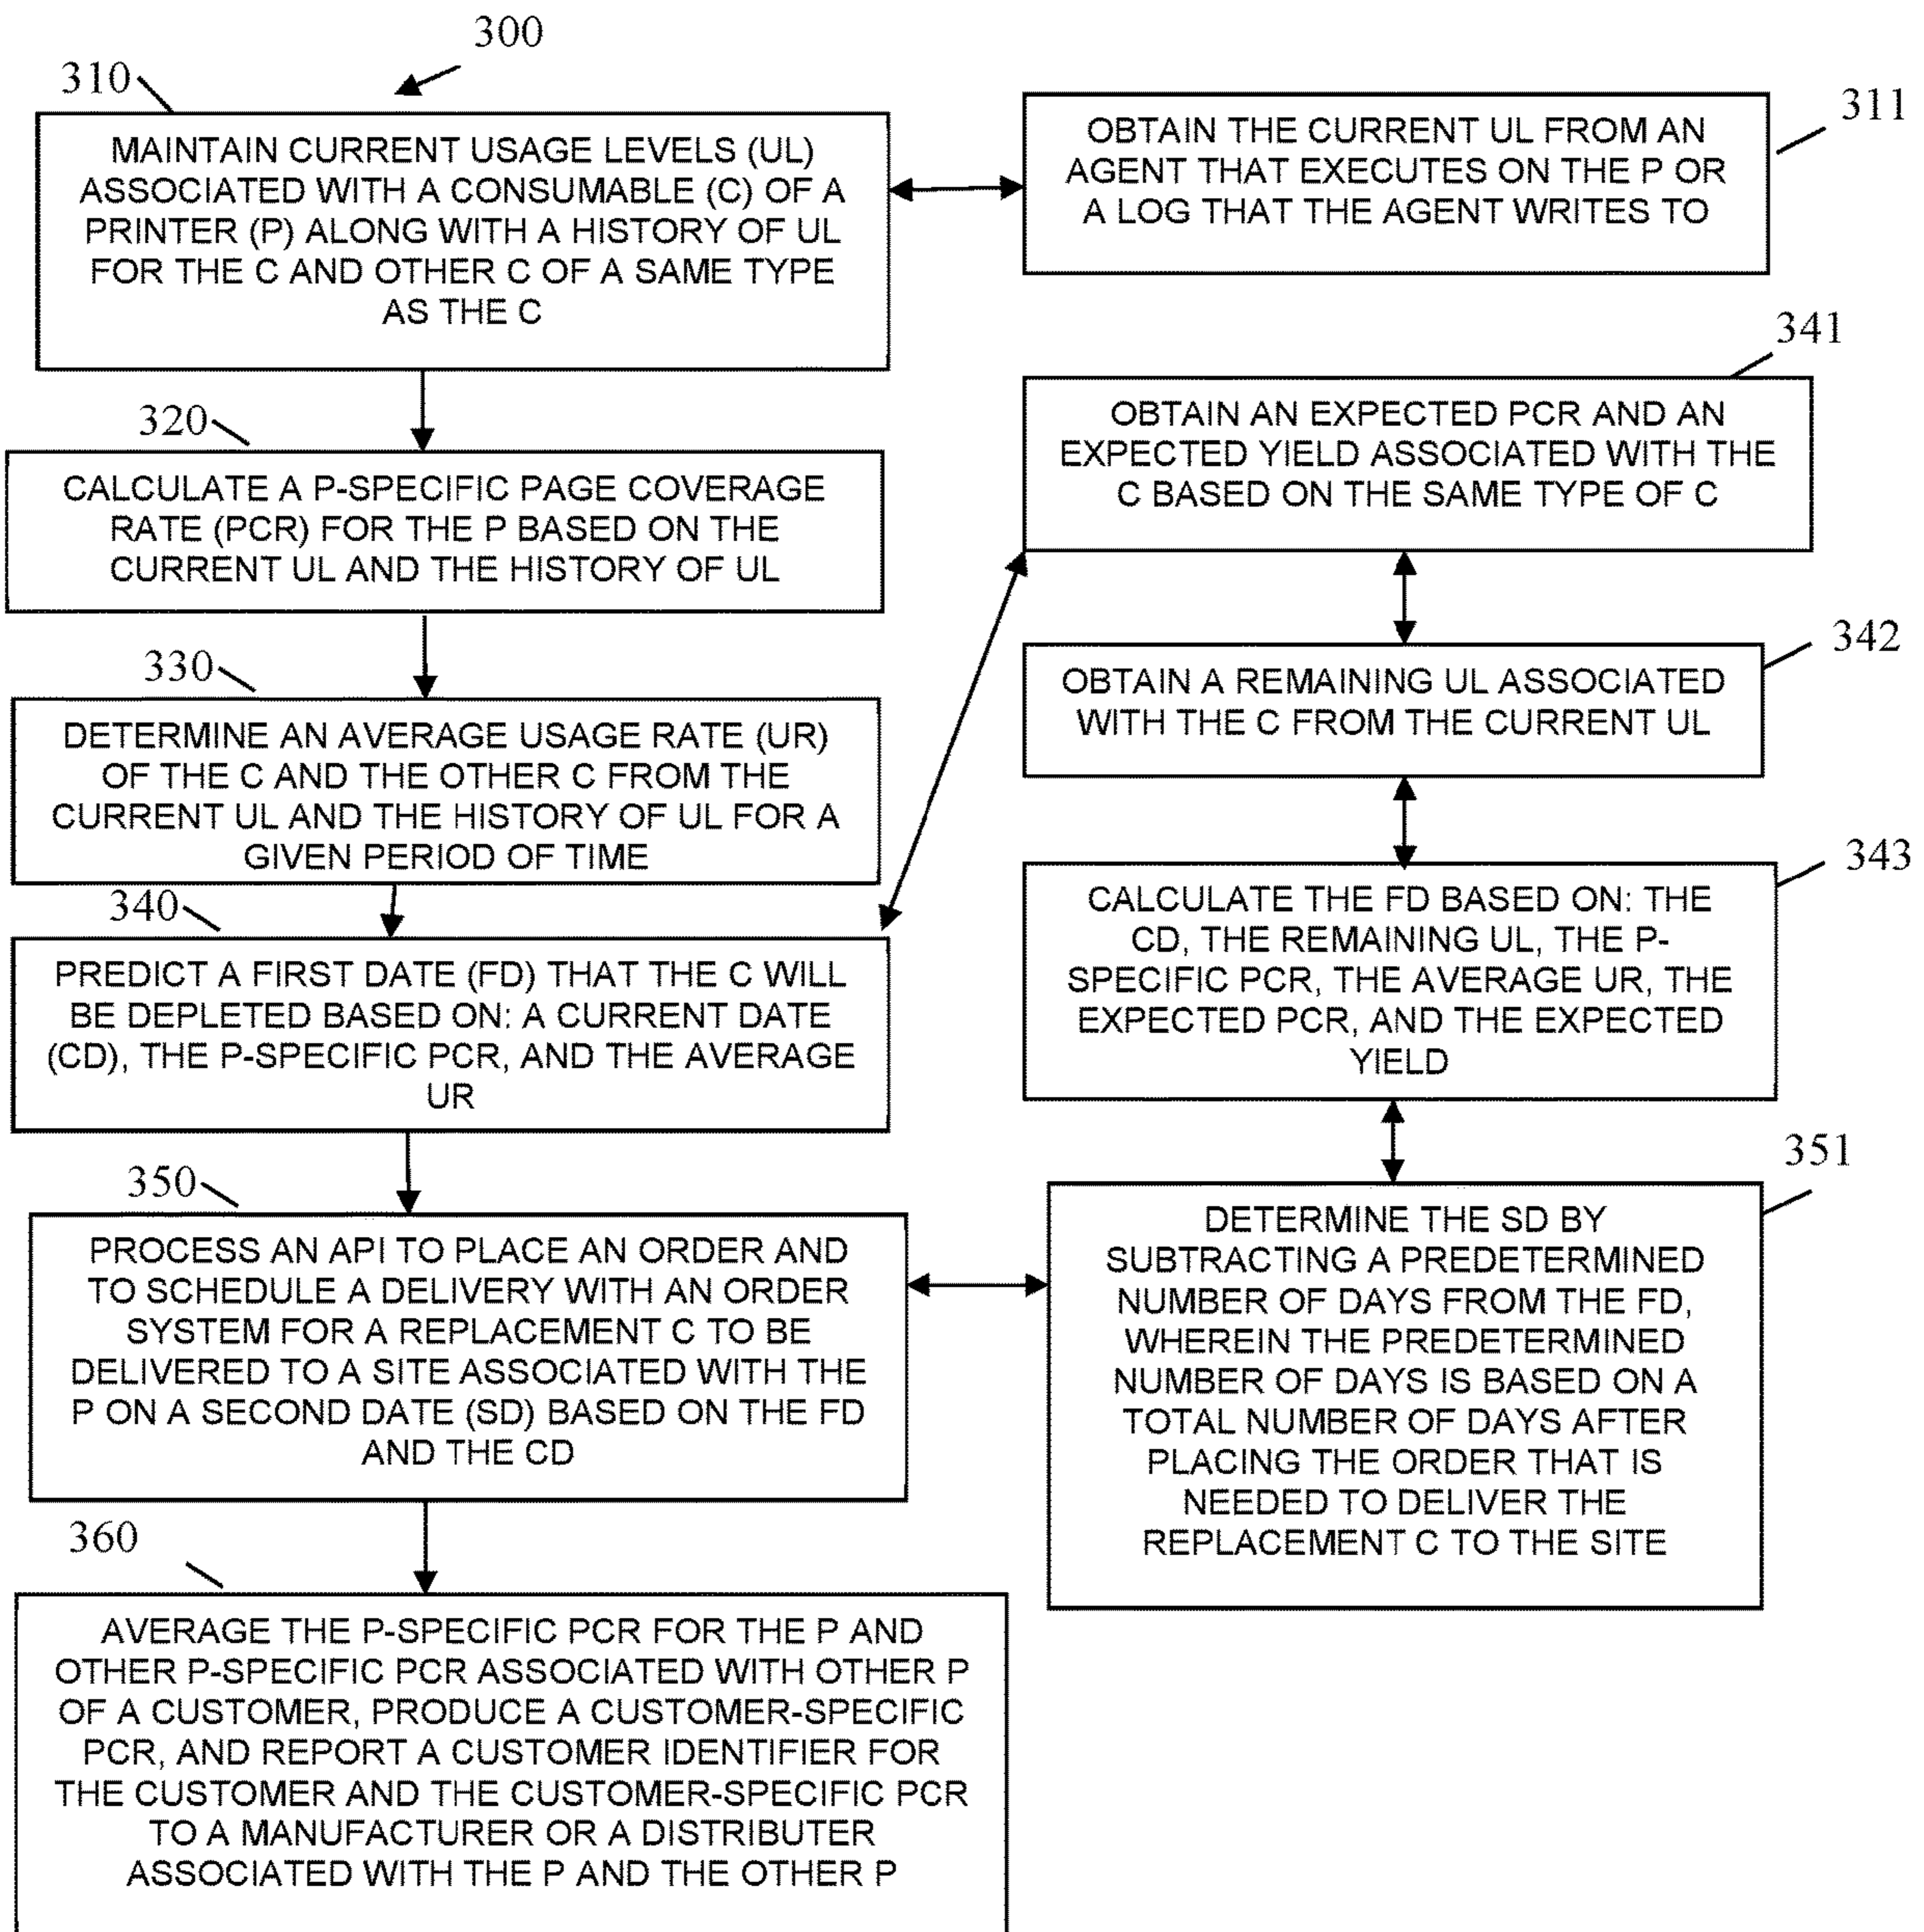 300
310
MAINTAIN CURRENT USAGE LEVELS (UL)
ASSOCIATED WITH A CONSUMABLE (C) OF A
PRINTER (P) ALONG WITH A HISTORY OF UL
FOR THE C AND OTHER C OF A SAME TYPE
AS THE C
311
OBTAIN THE CURRENT UL FROM AN
AGENT THAT EXECUTES ON THE P OR
A LOG THAT THE AGENT WRITES TO
320
CALCULATE A P-SPECIFIC PAGE COVERAGE
RATE (PCR) FOR THE P BASED ON THE
CURRENT UL AND THE HISTORY OF UL
330
DETERMINE AN AVERAGE USAGE RATE (UR)
OF THE C AND THE OTHER C FROM THE
CURRENT UL AND THE HISTORY OF UL FOR A
GIVEN PERIOD OF TIME
340
PREDICT A FIRST DATE (FD) THAT THE C WILL
BE DEPLETED BASED ON: A CURRENT DATE
(CD), THE P-SPECIFIC PCR, AND THE AVERAGE
UR
341
OBTAIN AN EXPECTED PCR AND AN
EXPECTED YIELD ASSOCIATED WITH THE
C BASED ON THE SAME TYPE OF C
342
OBTAIN A REMAINING UL ASSOCIATED
WITH THE C FROM THE CURRENT UL
343
CALCULATE THE FD BASED ON: THE
CD, THE REMAINING UL, THE P-
SPECIFIC PCR, THE AVERAGE UR, THE
EXPECTED PCR, AND THE EXPECTED
YIELD
350
PROCESS AN API TO PLACE AN ORDER AND
TO SCHEDULE A DELIVERY WITH AN ORDER
SYSTEM FOR A REPLACEMENT C TO BE
DELIVERED TO A SITE ASSOCIATED WITH THE
P ON A SECOND DATE (SD) BASED ON THE FD
AND THE CD
351
DETERMINE THE SD BY
SUBTRACTING A PREDETERMINED
NUMBER OF DAYS FROM THE FD,
WHEREIN THE PREDETERMINED
NUMBER OF DAYS IS BASED ON A
TOTAL NUMBER OF DAYS AFTER
PLACING THE ORDER THAT IS
NEEDED TO DELIVER THE
REPLACEMENT C TO THE SITE
360
AVERAGE THE P-SPECIFIC PCR FOR THE P AND
OTHER P-SPECIFIC PCR ASSOCIATED WITH OTHER P
OF A CUSTOMER, PRODUCE A CUSTOMER-SPECIFIC
PCR, AND REPORT A CUSTOMER IDENTIFIER FOR
THE CUSTOMER AND THE CUSTOMER-SPECIFIC PCR
TO A MANUFACTURER OR A DISTRIBUTER
ASSOCIATED WITH THE P AND THE OTHER P